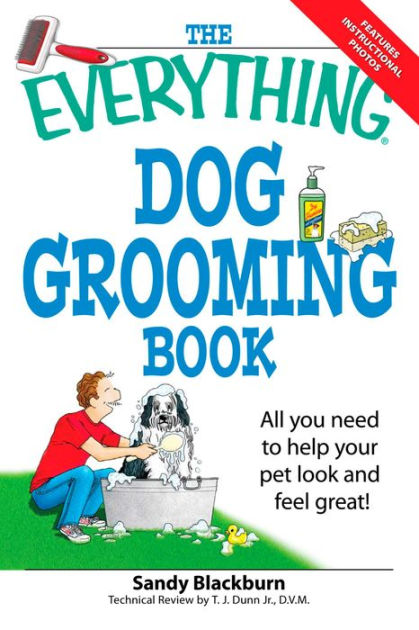 THE
EVERYTHING®
DOG
GROOMING
BOOK
FEATURES
INSTRUCTIONAL
PHOTOS
All you need
to help your
pet look and
feel great!
Sandy Blackburn
Technical Review by T. J. Dunn Jr., D.V.M.